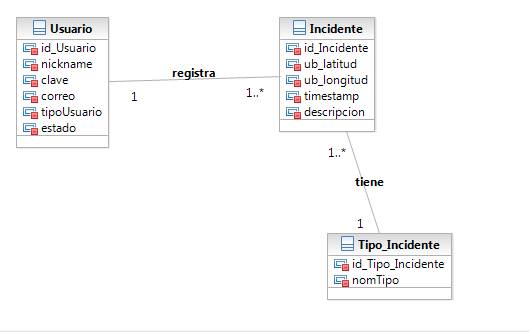 Usuario
id_Usuario
nickname
clave
correo
tipoUsuario
estado
registra
1
1..*
Incidente
id_Incidente
ub_latitud
ub_longitud
timestamp
descripcion
1..*
tiene
1
Tipo_Incidente
id_Tipo_Incidente
nomTipo